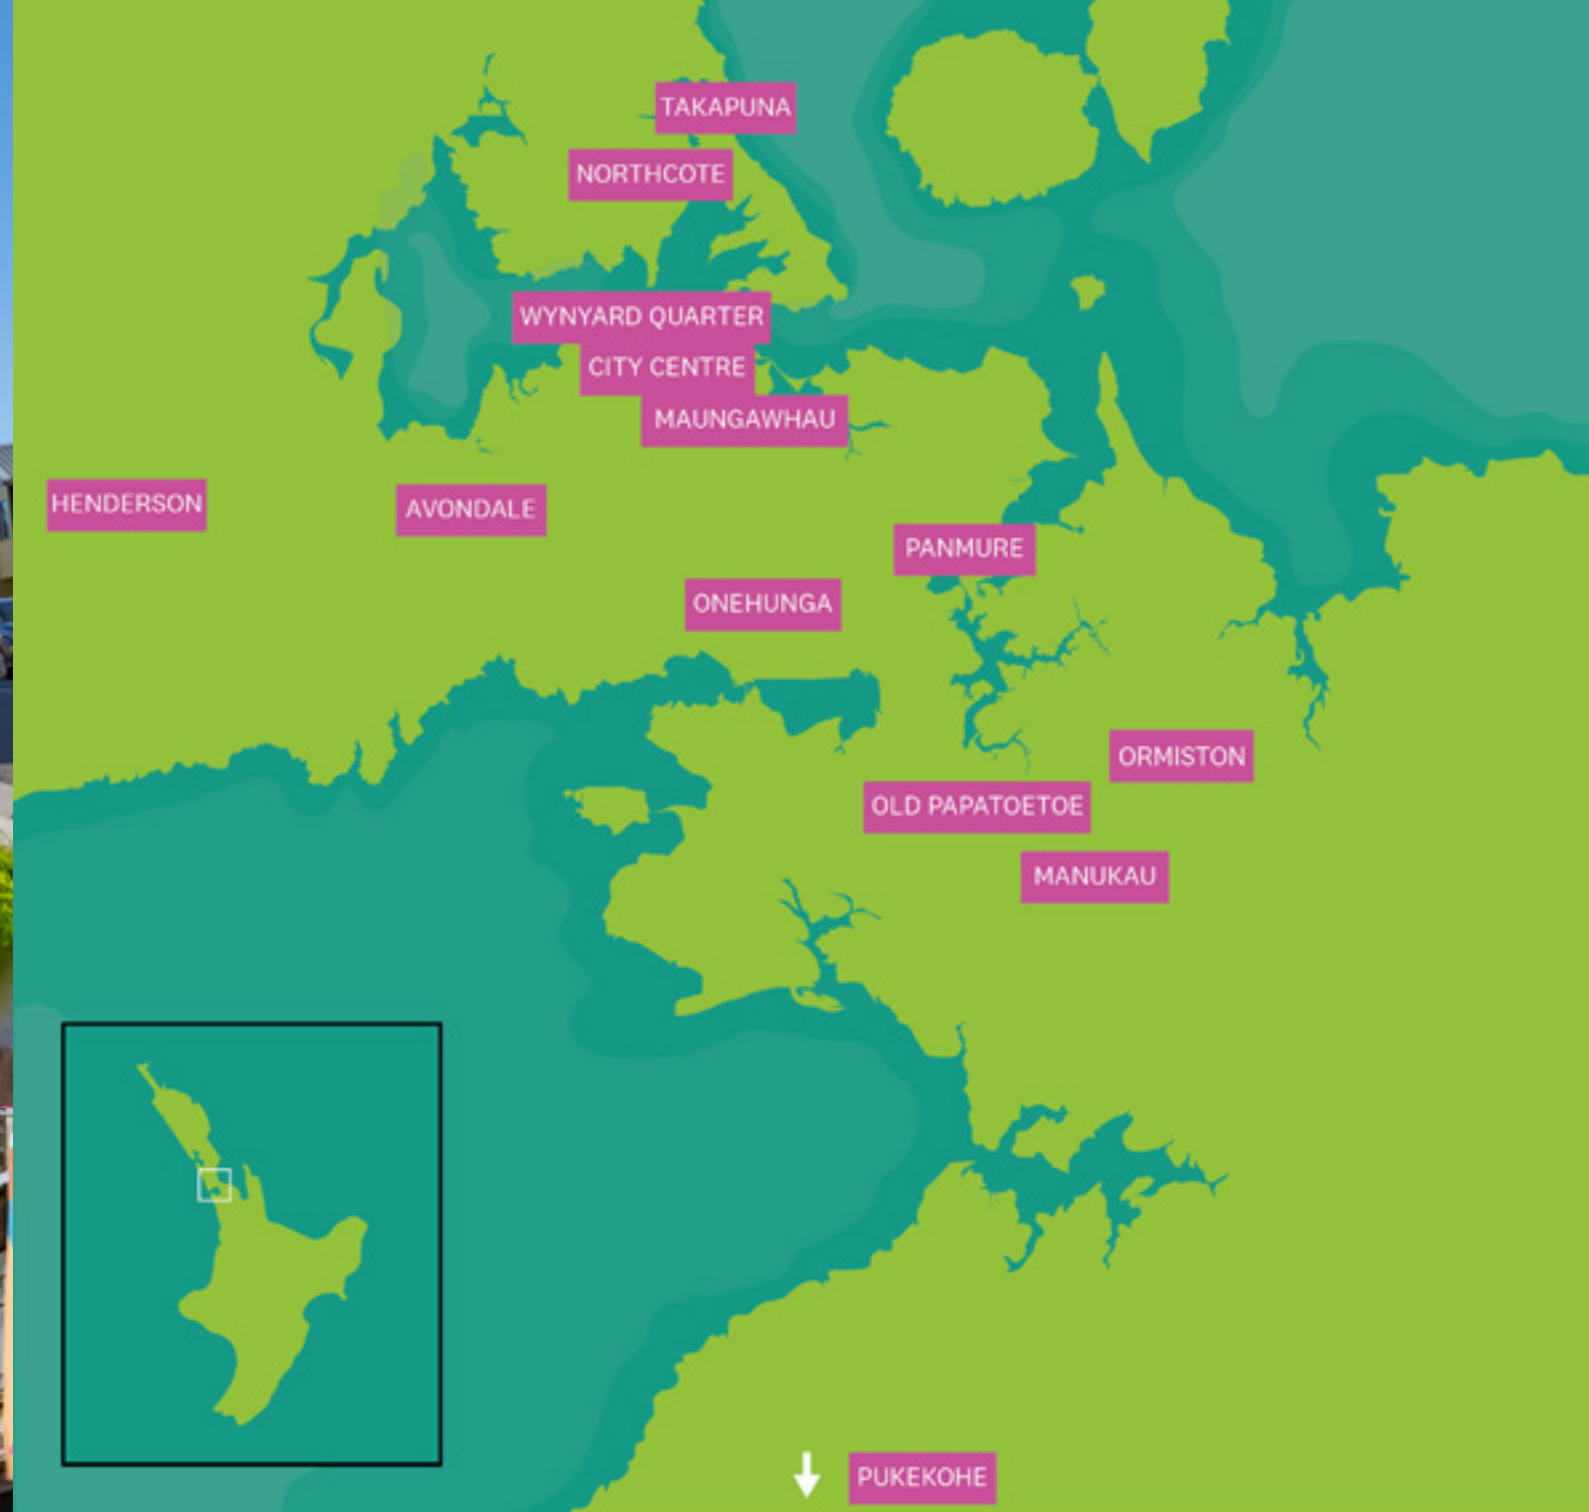 TAKAPUNA
NORTHCOTE
WYNYARD QUARTER
CITY CENTRE
MAUNGAWHAU
HENDERSON
AVONDALE
PANMURE
ONEHUNGA
ORMISTON
OLD PAPATOETOE
MANUKAU
PUKEKOHE